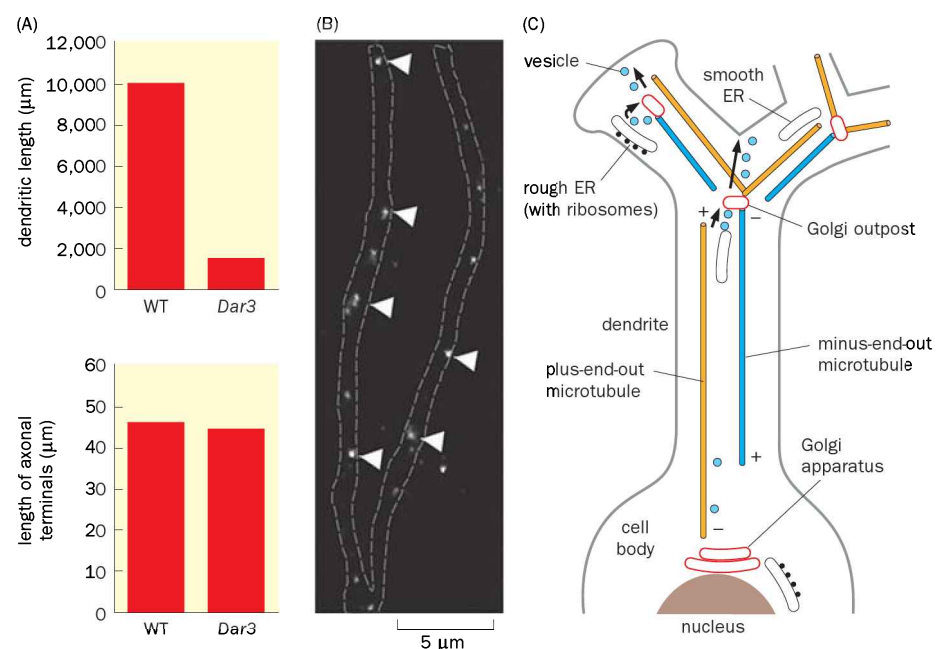 (A)
dendritic length (µm)
12,000
10,000
8,000
6,000
4,000
2,000
0
WT Dar3
length of axonal
terminals (µm)
60
50
40
30
20
10
0
WT Dar3
(B)
5 µm
(C)
vesicle
smooth
ER
rough ER
(with ribosomes)
+
−
Golgi outpost
dendrite
minus-end-out
microtubule
plus-end-out
microtubule
+
Golgi
apparatus
−
cell
body
nucleus